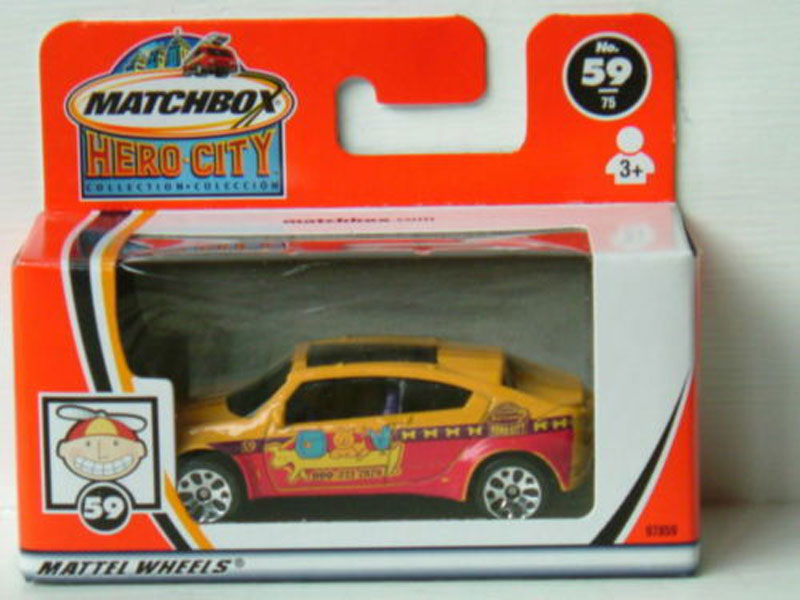 MATCHBOX®
HERO·CITY
COLLECTION·COLECCIÓN
No.
59
75
3+
matchbox.com
59
97859
MATTEL WHEELS®